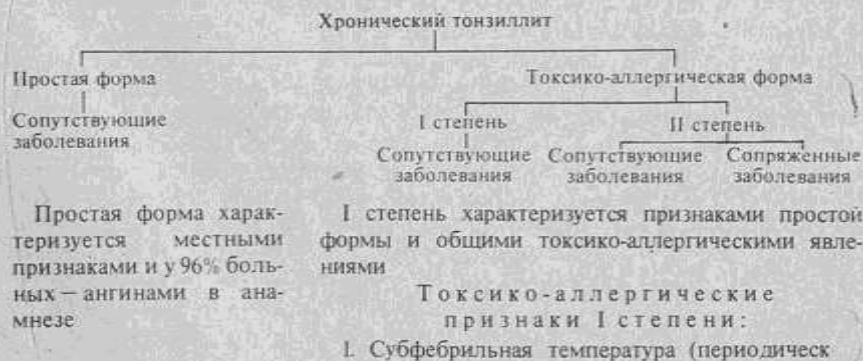 Хронический тонзиллит
Простая форма
Токсико-аллергическая форма
Сопутствующие
заболевания
I степень
II степень
Сопутствующие
заболевания
Сопутствующие
заболевания
Сопряженные
заболевания
Простая форма харак-
теризуется местными
признаками и у 96% боль-
ных — ангинами в ана-
мнезе
I степень характеризуется признаками простой
формы и общими токсико-аллергическими явле-
ниями
Токсико-аллергические
признаки I степени:
1. Субфебрильная температура (периодическ